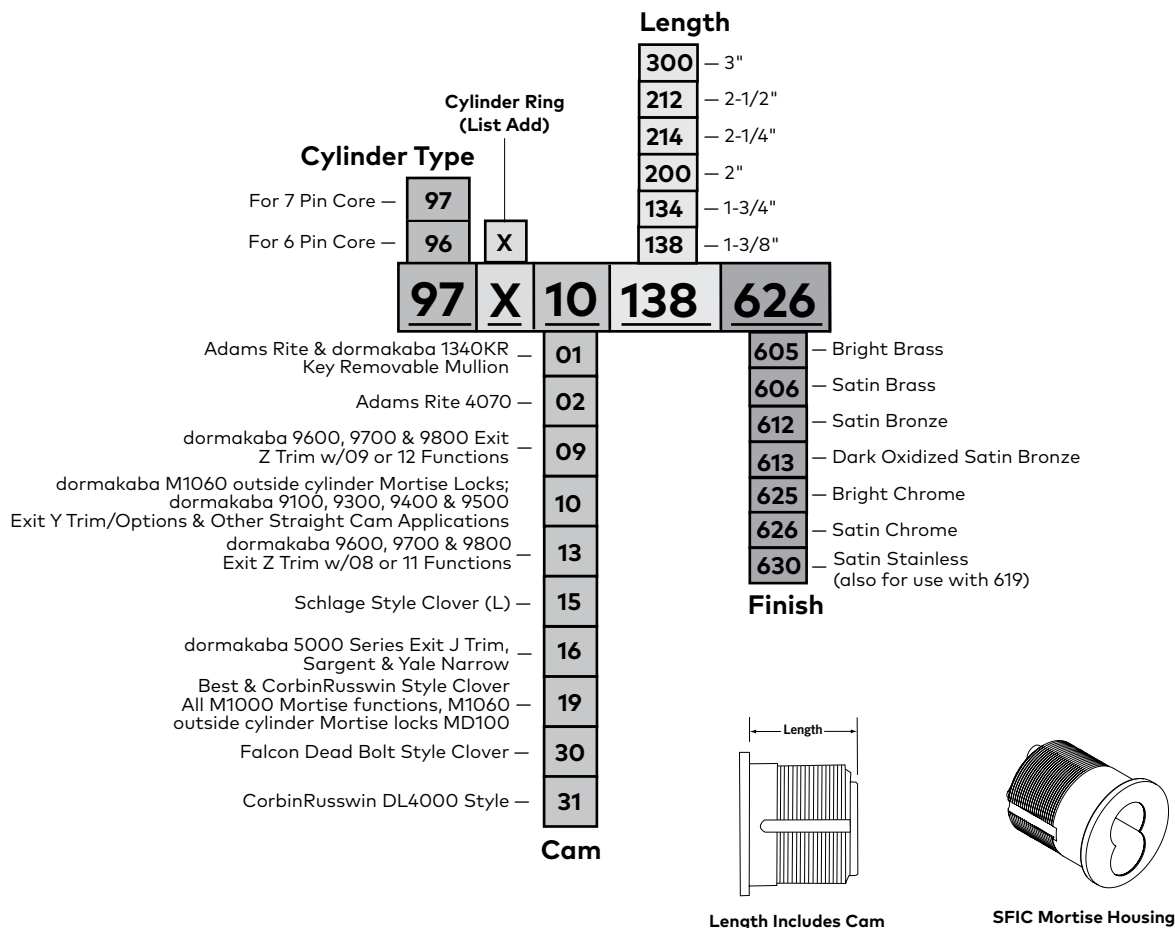 Length
300 — 3"
212 — 2-1/2"
214 — 2-1/4"
200 — 2"
134 — 1-3/4"
138 — 1-3/8"
Cylinder Ring
(List Add)
X
Cylinder Type
For 7 Pin Core — 97
For 6 Pin Core — 96
97 X 10 138 626
Adams Rite & dormakaba 1340KR
Key Removable Mullion — 01
Adams Rite 4070 — 02
dormakaba 9600, 9700 & 9800 Exit
Z Trim w/09 or 12 Functions — 09
dormakaba M1060 outside cylinder Mortise Locks;
dormakaba 9100, 9300, 9400 & 9500
Exit Y Trim/Options & Other Straight Cam Applications
10
dormakaba 9600, 9700 & 9800
Exit Z Trim w/08 or 11 Functions — 13
Schlage Style Clover (L) — 15
dormakaba 5000 Series Exit J Trim,
Sargent & Yale Narrow — 16
Best & CorbinRusswin Style Clover
All M1000 Mortise functions, M1060 — 19
outside cylinder Mortise locks MD100
Falcon Dead Bolt Style Clover — 30
CorbinRusswin DL4000 Style — 31
Cam
605 — Bright Brass
606 — Satin Brass
612 — Satin Bronze
613 — Dark Oxidized Satin Bronze
625 — Bright Chrome
626 — Satin Chrome
630 — Satin Stainless
(also for use with 619)
Finish
Length
Length Includes Cam
SFIC Mortise Housing